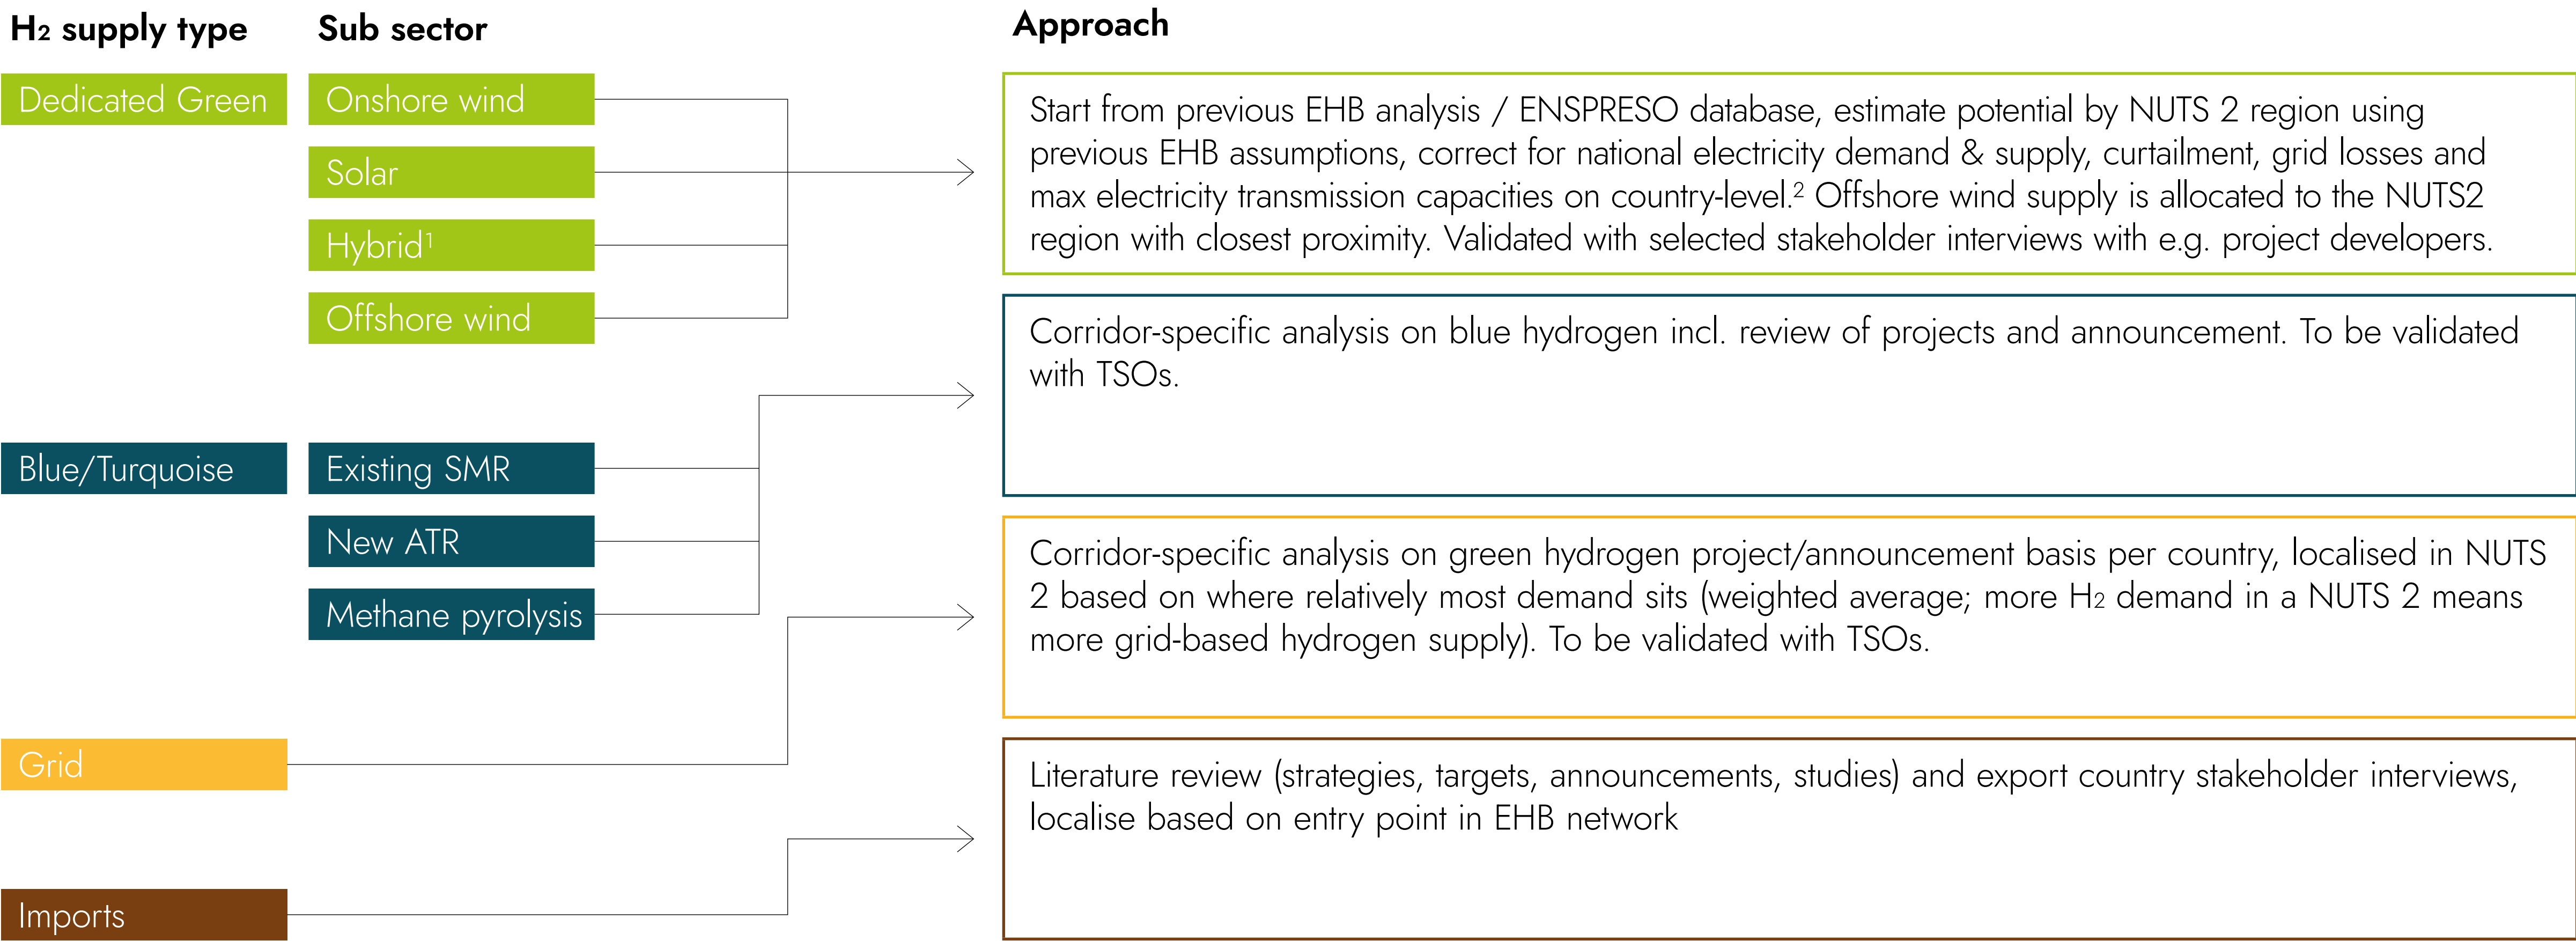 H₂ supply type
Sub sector
Approach
Dedicated Green
Onshore wind
Solar
Hybrid¹
Offshore wind
Start from previous EHB analysis / ENSPRESO database, estimate potential by NUTS 2 region using
previous EHB assumptions, correct for national electricity demand & supply, curtailment, grid losses and
max electricity transmission capacities on country-level.² Offshore wind supply is allocated to the NUTS2
region with closest proximity. Validated with selected stakeholder interviews with e.g. project developers.
Blue/Turquoise
Existing SMR
New ATR
Methane pyrolysis
Corridor-specific analysis on blue hydrogen incl. review of projects and announcement. To be validated
with TSOs.
Grid
Corridor-specific analysis on green hydrogen project/announcement basis per country, localised in NUTS
2 based on where relatively most demand sits (weighted average; more H₂ demand in a NUTS 2 means
more grid-based hydrogen supply). To be validated with TSOs.
Imports
Literature review (strategies, targets, announcements, studies) and export country stakeholder interviews,
localise based on entry point in EHB network